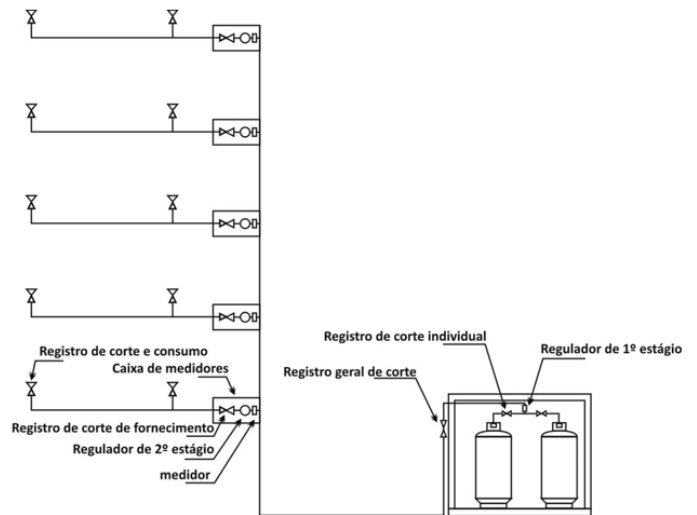 Registro de corte individual
Regulador de 1º estágio
Registro de corte e consumo
Caixa de medidores
Registro geral de corte
Registro de corte de fornecimento
Regulador de 2º estágio
medidor